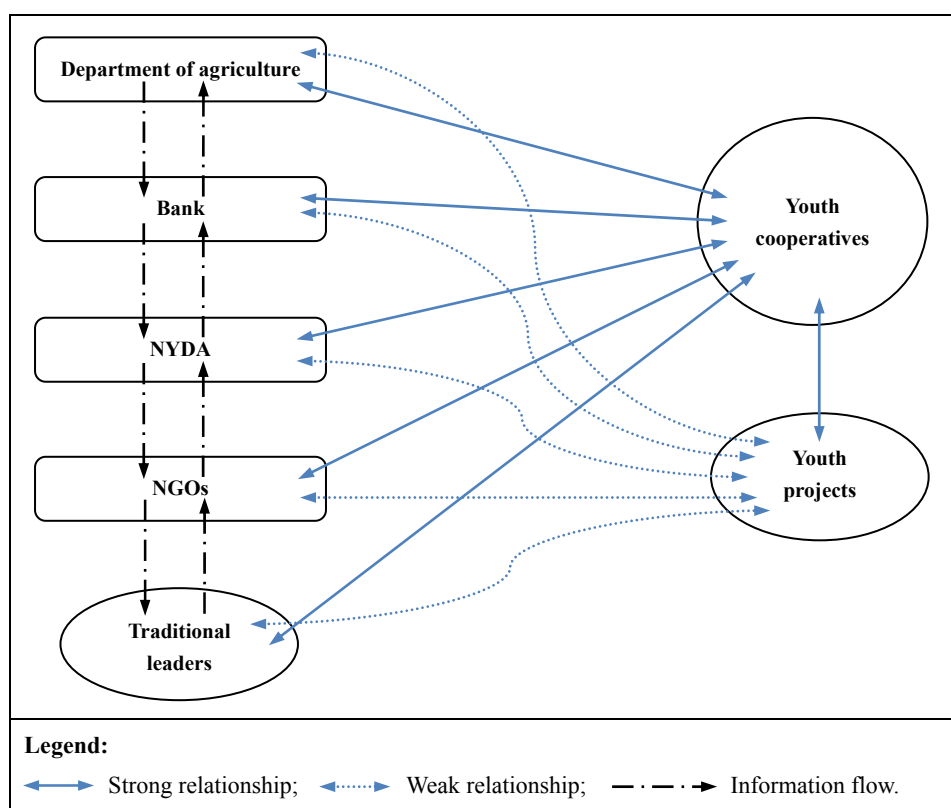 Department of agriculture
Bank
Youth
cooperatives
NYDA
NGOs
Youth
projects
Traditional
leaders
Legend:
Strong relationship; Weak relationship; Information flow.